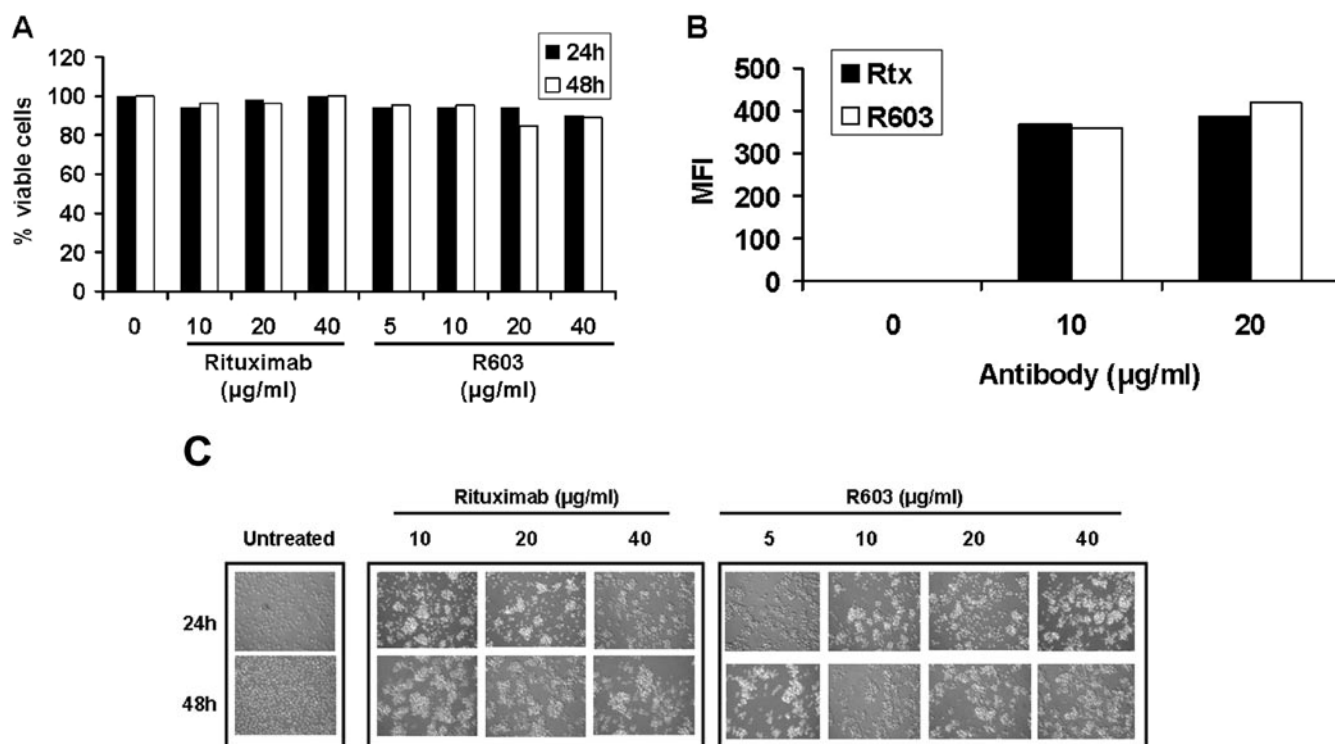 A
% viable cells
120
100
80
60
40
20
0
24h
48h
0 10 20 40 5 10 20 40
Rituximab
(µg/ml)
R603
(µg/ml)
B
MFI
500
400
300
200
100
0
Rtx
R603
0 10 20
Antibody (µg/ml)
C
Rituximab (µg/ml) R603 (µg/ml)
Untreated 10 20 40 5 10 20 40
24h
48h